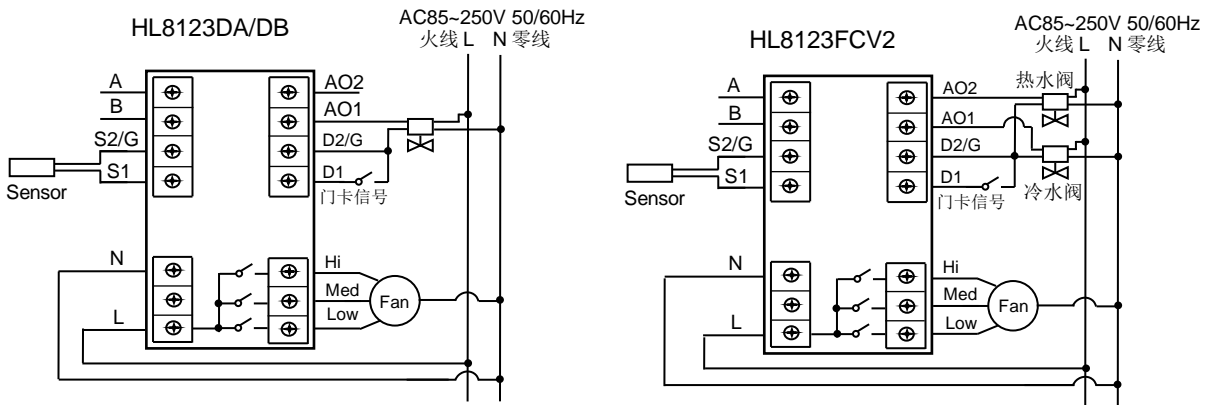 HL8123DA/DB
AC85~250V 50/60Hz
火线 L N 零线
A
B
S2/G
S1
Sensor
AO2
AO1
D2/G
D1
门卡信号
N
L
Hi
Med
Low
Fan
HL8123FCV2
AC85~250V 50/60Hz
火线 L N 零线
热水阀
A
B
S2/G
S1
Sensor
AO2
AO1
D2/G
D1
门卡信号
冷水阀
N
L
Hi
Med
Low
Fan